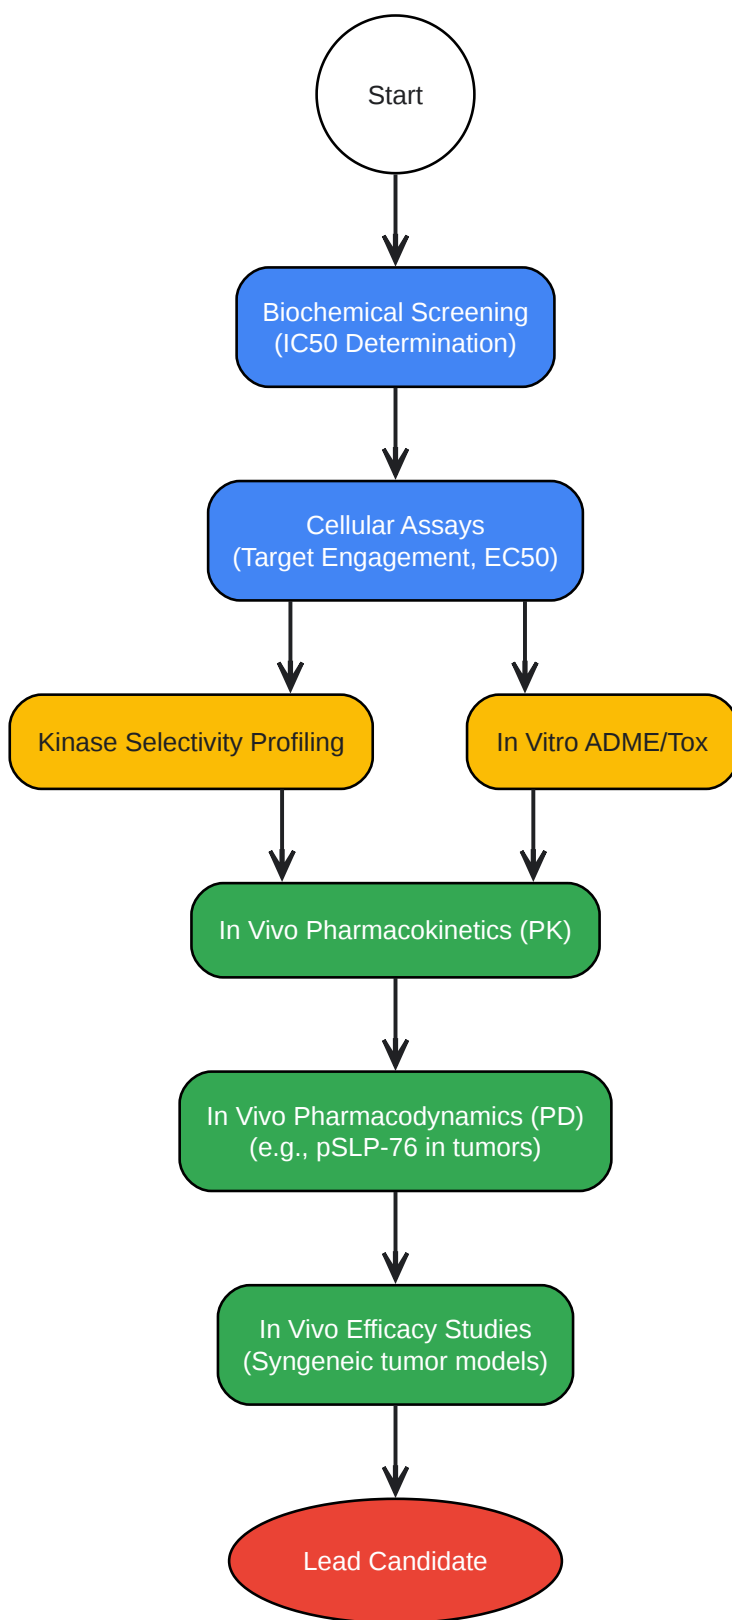 Start
Biochemical Screening
(IC50 Determination)
Cellular Assays
(Target Engagement, EC50)
Kinase Selectivity Profiling
In Vitro ADME/Tox
In Vivo Pharmacokinetics (PK)
In Vivo Pharmacodynamics (PD)
(e.g., pSLP-76 in tumors)
In Vivo Efficacy Studies
(Syngeneic tumor models)
Lead Candidate